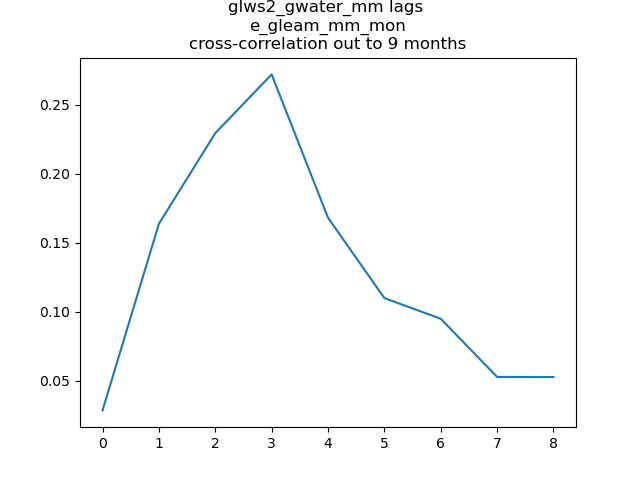 glws2_gwater_mm lags
e_gleam_mm_mon
cross-correlation out to 9 months
0.25
0.20
0.15
0.10
0.05
0 1 2 3 4 5 6 7 8